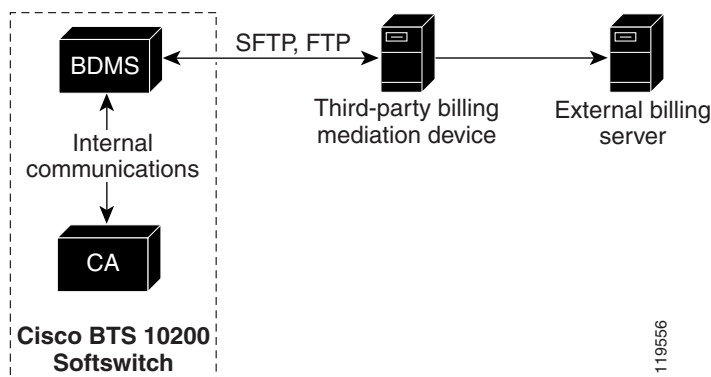 SFTP, FTP
BDMS
Third-party billing
mediation device
External billing
server
Internal
communications
CA
Cisco BTS 10200
Softswitch
119556